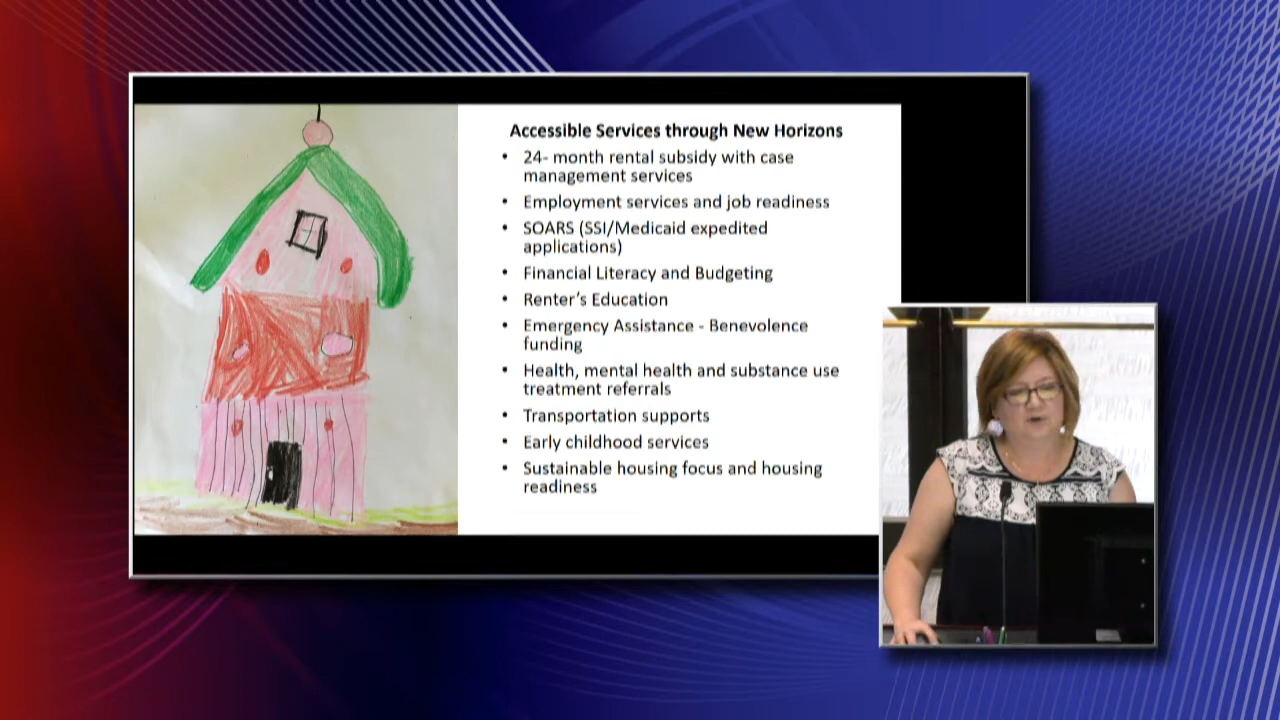 Accessible Services through New Horizons
• 24- month rental subsidy with case
management services
• Employment services and job readiness
• SOARS (SSI/Medicaid expedited
applications)
• Financial Literacy and Budgeting
• Renter's Education
• Emergency Assistance - Benevolence
funding
• Health, mental health and substance use
treatment referrals
• Transportation supports
• Early childhood services
• Sustainable housing focus and housing
readiness